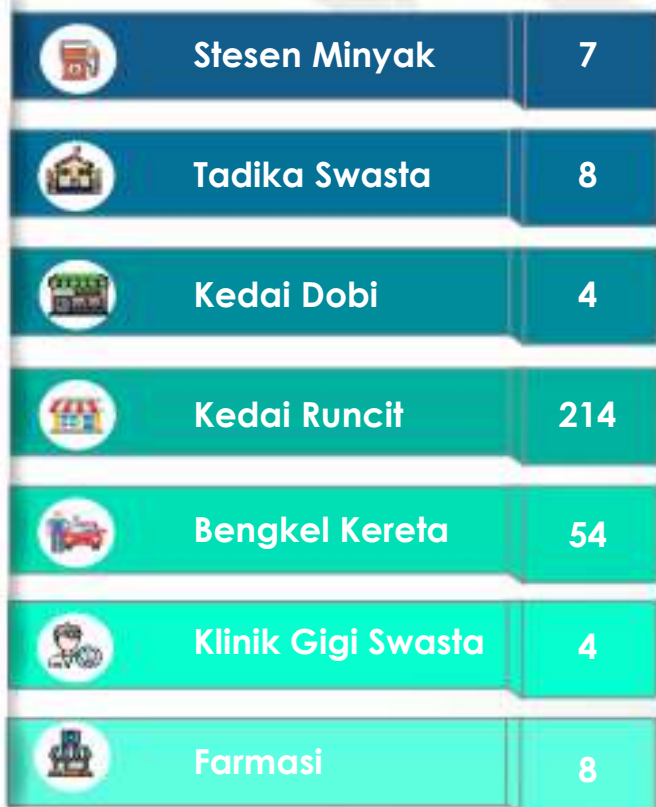 Stesen Minyak 7
Tadika Swasta 8
Kedai Dobi 4
Kedai Runcit 214
Bengkel Kereta 54
Klinik Gigi Swasta 4
Farmasi 8